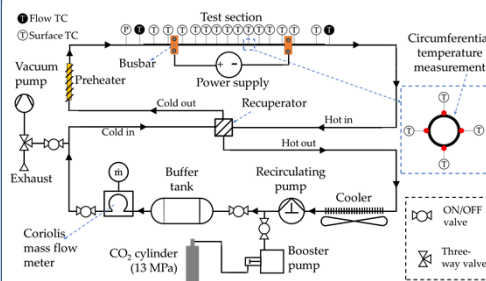 T Flow TC
T Surface TC
P T T T T T T T T T T T T T T T T
Test section
Busbar
+ -
Power supply
Vacuum
pump
Preheater
Cold out
Recuperator
Cold in
Hot in
Hot out
Exhaust
ṁ
Buffer
tank
Recirculating
pump
Cooler
Coriolis
mass flow
meter
CO₂ cylinder
(13 MPa)
Booster
pump
Circumferentia
temperature
measurement
T
T
T
T
ON/OFF
valve
Three-
way valve